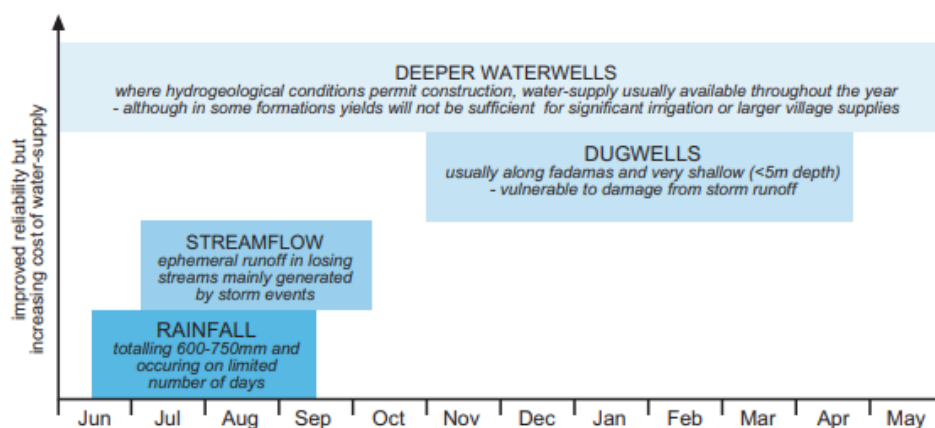 improved reliability but
increasing cost of water-supply
DEEPER WATERWELLS
where hydrogeological conditions permit construction, water-supply usually available throughout the year
- although in some formations yields will not be sufficient for significant irrigation or larger village supplies
DUGWELLS
usually along fadamas and very shallow (<5m depth)
- vulnerable to damage from storm runoff
STREAMFLOW
ephemeral runoff in losing
streams mainly generated
by storm events
RAINFALL
totalling 600-750mm and
occuring on limited
number of days
Jun Jul Aug Sep Oct Nov Dec Jan Feb Mar Apr May